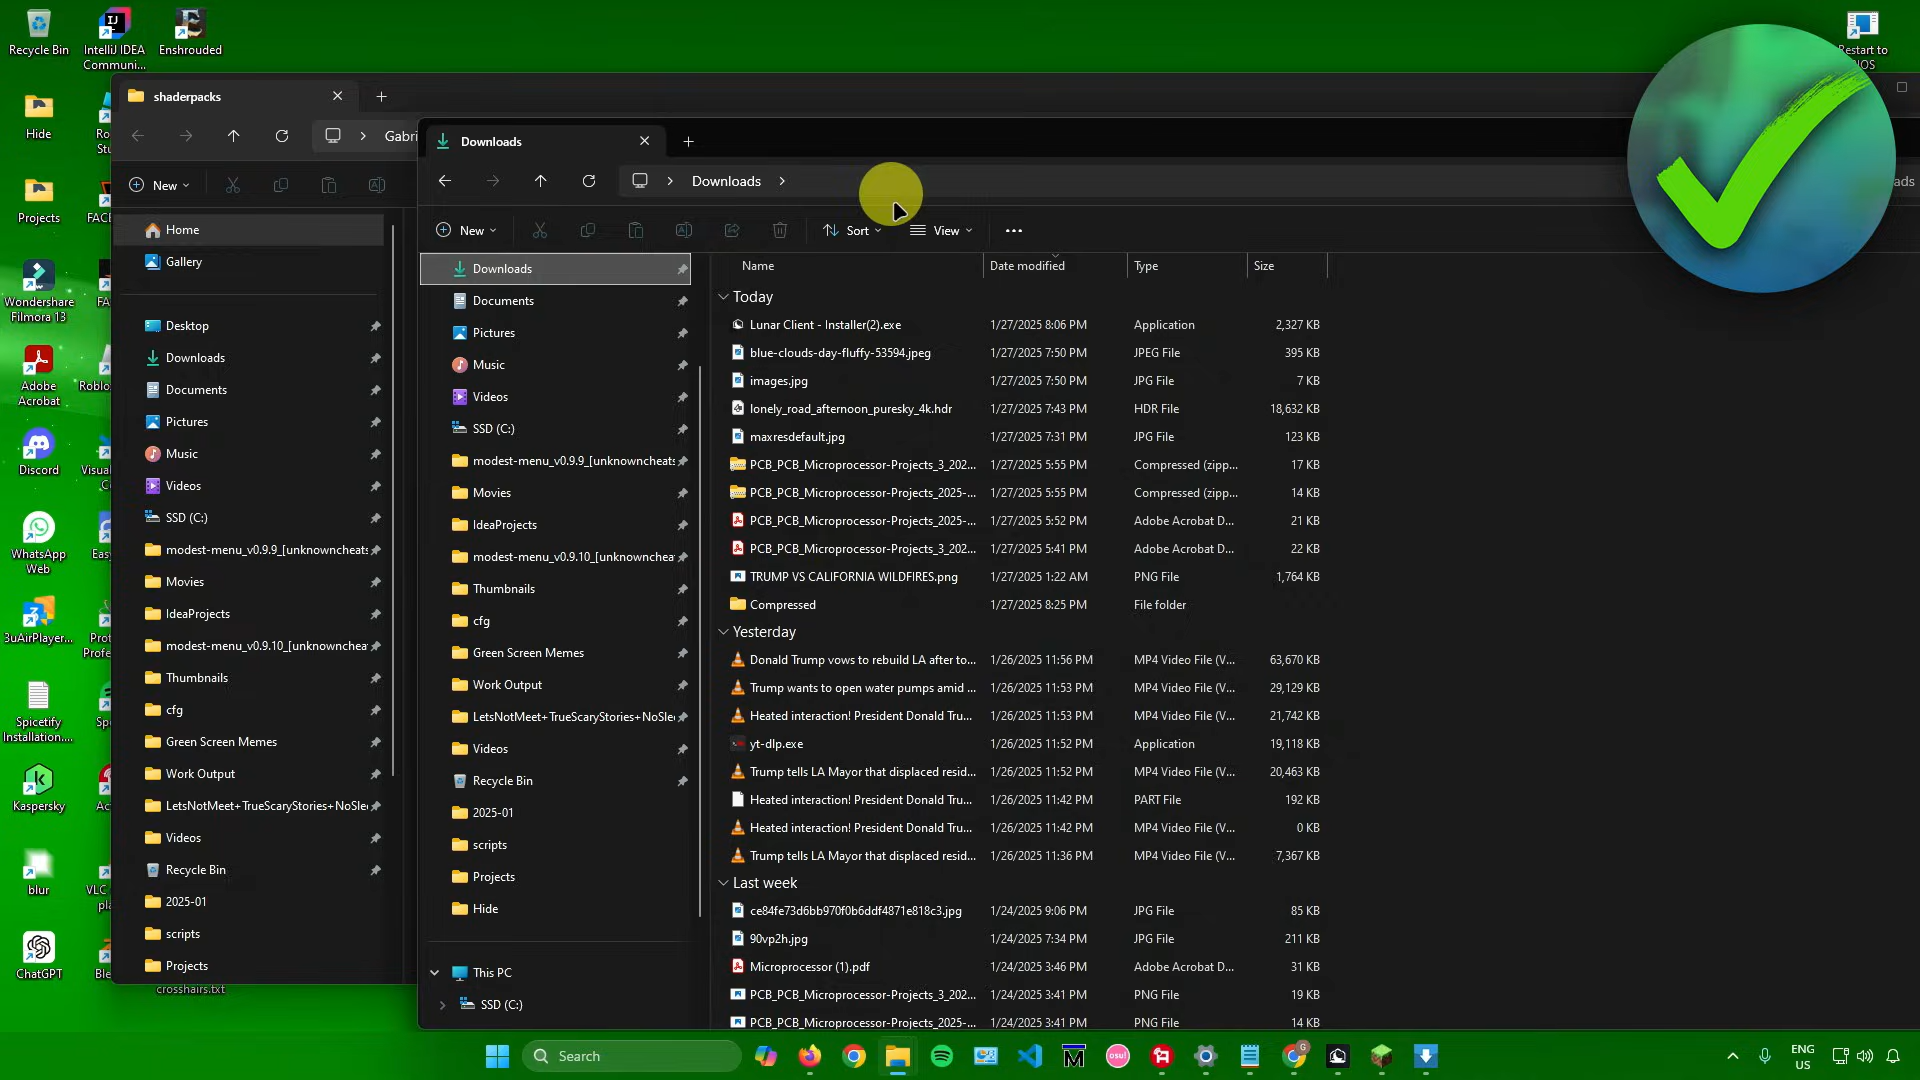 Recycle Bin
IntelliJ IDEA
Communi...
Enshrouded
Restart to
Hide
Projects
Wondershare
Filmora 13
Adobe
Acrobat
Discord
WhatsApp
Web
3uAirPlayer...
Spicetify
Installation....
Kaspersky
blur
ChatGPT
crosshairs.txt
shaderpacks
Gabri
New
Home
Gallery
Desktop
Downloads
Documents
Pictures
Music
Videos
SSD (C:)
modest-menu_v0.9.9_[unknowncheats
Movies
IdeaProjects
modest-menu_v0.9.10_[unknownchea
Thumbnails
cfg
Green Screen Memes
Work Output
LetsNotMeet+TrueScaryStories+NoSle
Videos
Recycle Bin
2025-01
scripts
Projects
Downloads
Downloads
ads
New
Sort
View
Downloads
Documents
Pictures
Music
Videos
SSD (C:)
modest-menu_v0.9.9_[unknowncheats
Movies
IdeaProjects
modest-menu_v0.9.10_[unknownchea
Thumbnails
cfg
Green Screen Memes
Work Output
LetsNotMeet+TrueScaryStories+NoSle
Videos
Recycle Bin
2025-01
scripts
Projects
Hide
This PC
SSD (C:)
Name Date modified Type Size
Today
Lunar Client - Installer(2).exe 1/27/2025 8:06 PM Application 2,327 KB
blue-clouds-day-fluffy-53594.jpeg 1/27/2025 7:50 PM JPEG File 395 KB
images.jpg 1/27/2025 7:50 PM JPG File 7 KB
lonely_road_afternoon_puresky_4k.hdr 1/27/2025 7:43 PM HDR File 18,632 KB
maxresdefault.jpg 1/27/2025 7:31 PM JPG File 123 KB
PCB_PCB_Microprocessor-Projects_3_202... 1/27/2025 5:55 PM Compressed (zipp... 17 KB
PCB_PCB_Microprocessor-Projects_2025-... 1/27/2025 5:55 PM Compressed (zipp... 14 KB
PCB_PCB_Microprocessor-Projects_2025-... 1/27/2025 5:52 PM Adobe Acrobat D... 21 KB
PCB_PCB_Microprocessor-Projects_3_202... 1/27/2025 5:41 PM Adobe Acrobat D... 22 KB
TRUMP VS CALIFORNIA WILDFIRES.png 1/27/2025 1:22 AM PNG File 1,764 KB
Compressed 1/27/2025 8:25 PM File folder
Yesterday
Donald Trump vows to rebuild LA after to... 1/26/2025 11:56 PM MP4 Video File (V... 63,670 KB
Trump wants to open water pumps amid ... 1/26/2025 11:53 PM MP4 Video File (V... 29,129 KB
Heated interaction! President Donald Tru... 1/26/2025 11:53 PM MP4 Video File (V... 21,742 KB
yt-dlp.exe 1/26/2025 11:52 PM Application 19,118 KB
Trump tells LA Mayor that displaced resid... 1/26/2025 11:52 PM MP4 Video File (V... 20,463 KB
Heated interaction! President Donald Tru... 1/26/2025 11:42 PM PART File 192 KB
Heated interaction! President Donald Tru... 1/26/2025 11:42 PM MP4 Video File (V... 0 KB
Trump tells LA Mayor that displaced resid... 1/26/2025 11:36 PM MP4 Video File (V... 7,367 KB
Last week
ce84fe73d6bb970f0b6ddf4871e818c3.jpg 1/24/2025 9:06 PM JPG File 85 KB
90vp2h.jpg 1/24/2025 7:34 PM JPG File 211 KB
Microprocessor (1).pdf 1/24/2025 3:46 PM Adobe Acrobat D... 31 KB
PCB_PCB_Microprocessor-Projects_3_202... 1/24/2025 3:41 PM PNG File 19 KB
PCB_PCB_Microprocessor-Projects_2025-... 1/24/2025 3:41 PM PNG File 14 KB
Search
osu!
ENG
US